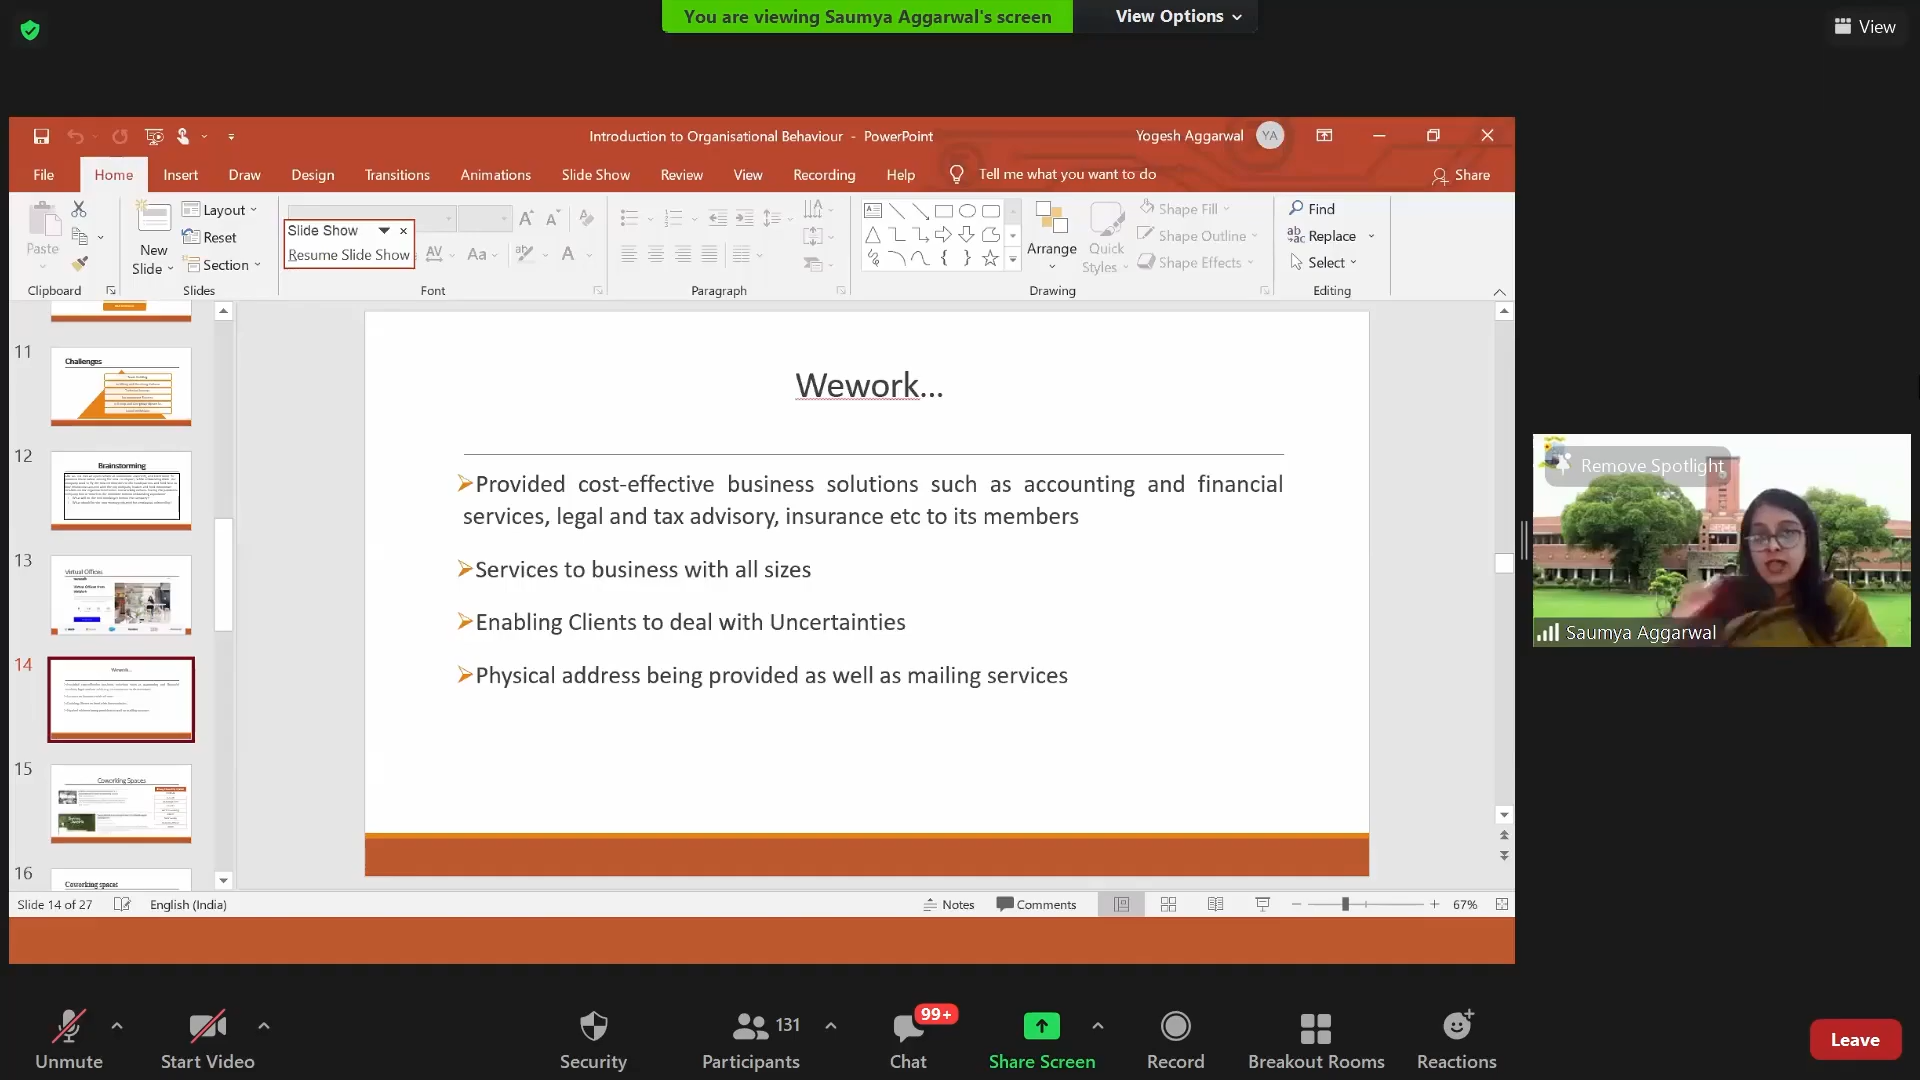 You are viewing Saumya Aggarwal's screen
View Options
View
Introduction to Organisational Behaviour - PowerPoint
Yogesh Aggarwal
YA
File
Home
Insert
Draw
Design
Transitions
Animations
Slide Show
Review
View
Recording
Help
Tell me what you want to do
Share
Paste
New
Slide
Layout
Reset
Section
Slide Show
Resume Slide Show
Arrange
Quick
Styles
Shape Fill
Shape Outline
Shape Effects
Find
Replace
Select
Clipboard
Slides
Font
Paragraph
Drawing
Editing
11
Challenges
12
Brainstorming
13
Virtual Offices
14
Wework...
15
Coworking Spaces
16
Coworking spaces
Wework...
Provided cost-effective business solutions such as accounting and financial
services, legal and tax advisory, insurance etc to its members
Services to business with all sizes
Enabling Clients to deal with Uncertainties
Physical address being provided as well as mailing services
Remove Spotlight
Saumya Aggarwal
Slide 14 of 27
English (India)
Notes
Comments
67%
Unmute
Start Video
Security
131
Participants
99+
Chat
Share Screen
Record
Breakout Rooms
Reactions
Leave